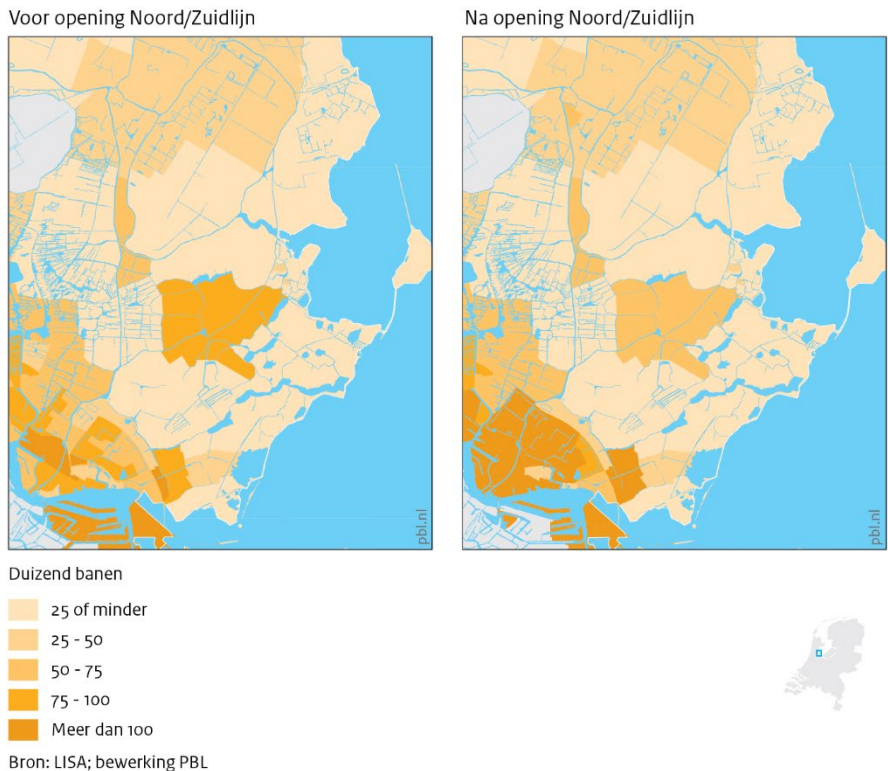 Voor opening Noord/Zuidlijn
Na opening Noord/Zuidlijn
pbl.nl
pbl.nl
Duizend banen
25 of minder
25 - 50
50 - 75
75 - 100
Meer dan 100
Bron: LISA; bewerking PBL